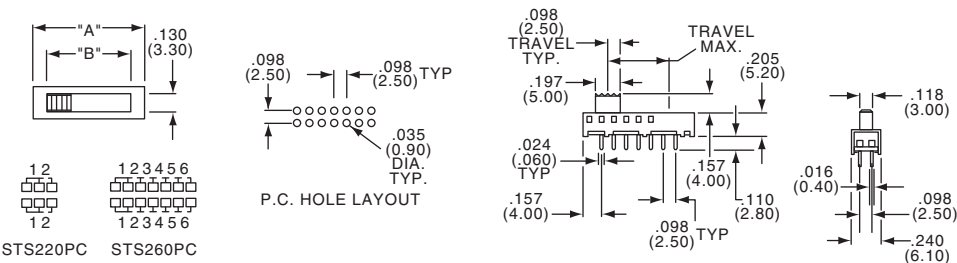 "A"
"B"
.130
(3.30)
1 2
1 2
STS220PC
1 2 3 4 5 6
1 2 3 4 5 6
STS260PC
.098
(2.50)
.098
(2.50) TYP
.035
(0.90)
DIA.
TYP.
P.C. HOLE LAYOUT
.098
(2.50)
TRAVEL
TYP.
TRAVEL
MAX.
.197
(5.00)
.205
(5.20)
.024
(.060)
TYP
.157
(4.00)
.157
(4.00)
.110
(2.80)
.098
(2.50) TYP
.118
(3.00)
.016
(0.40)
.098
(2.50)
.240
(6.10)